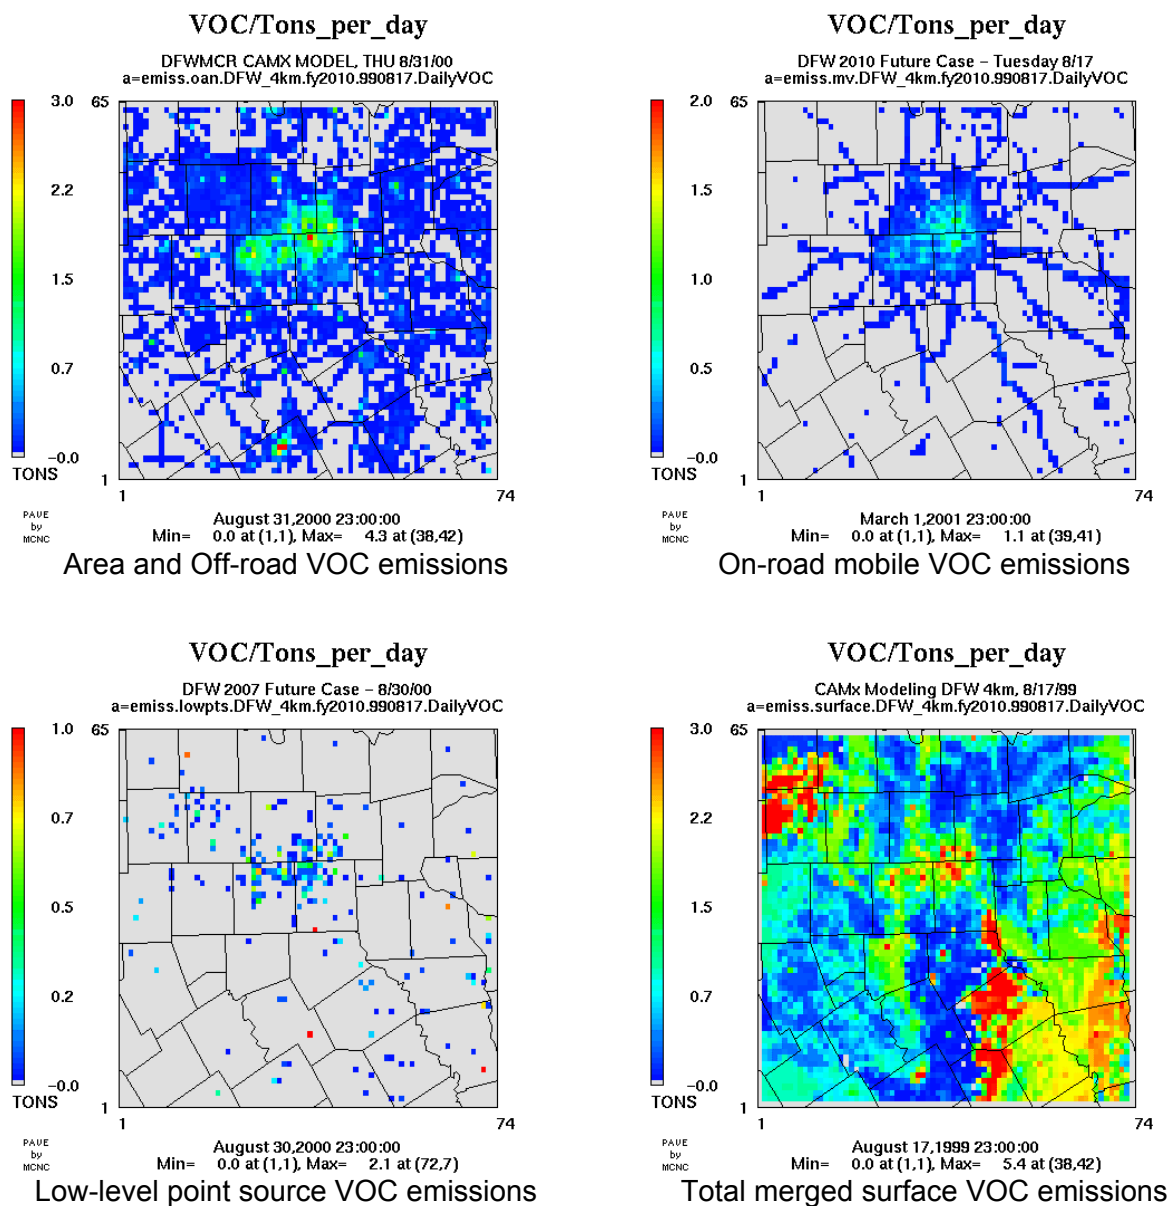 VOC/Tons_per_day
DFWMCR CAMX MODEL, THU 8/31/00
a=emiss.oan.DFW_4km.fy2010.990817.DailyVOC
3.0
65
2.2
1.5
0.7
−0.0
TONS
1
1
74
PAVE
by
MCNC
August 31,2000 23:00:00
Min= 0.0 at (1,1), Max= 4.3 at (38,42)
Area and Off-road VOC emissions
VOC/Tons_per_day
DFW 2010 Future Case − Tuesday 8/17
a=emiss.mv.DFW_4km.fy2010.990817.DailyVOC
2.0
65
1.5
1.0
0.5
−0.0
TONS
1
1
74
PAVE
by
MCNC
March 1,2001 23:00:00
Min= 0.0 at (1,1), Max= 1.1 at (39,41)
On-road mobile VOC emissions
VOC/Tons_per_day
DFW 2007 Future Case − 8/30/00
a=emiss.lowpts.DFW_4km.fy2010.990817.DailyVOC
1.0
65
0.7
0.5
0.2
−0.0
TONS
1
1
74
PAVE
by
MCNC
August 30,2000 23:00:00
Min= 0.0 at (1,1), Max= 2.1 at (72,7)
Low-level point source VOC emissions
VOC/Tons_per_day
CAMx Modeling DFW 4km, 8/17/99
a=emiss.surface.DFW_4km.fy2010.990817.DailyVOC
3.0
65
2.2
1.5
0.7
−0.0
TONS
1
1
74
PAVE
by
MCNC
August 17,1999 23:00:00
Min= 0.0 at (1,1), Max= 5.4 at (38,42)
Total merged surface VOC emissions